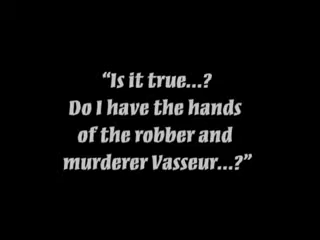 “Is it true...?
Do I have the hands
of the robber and
murderer Vasseur...?”